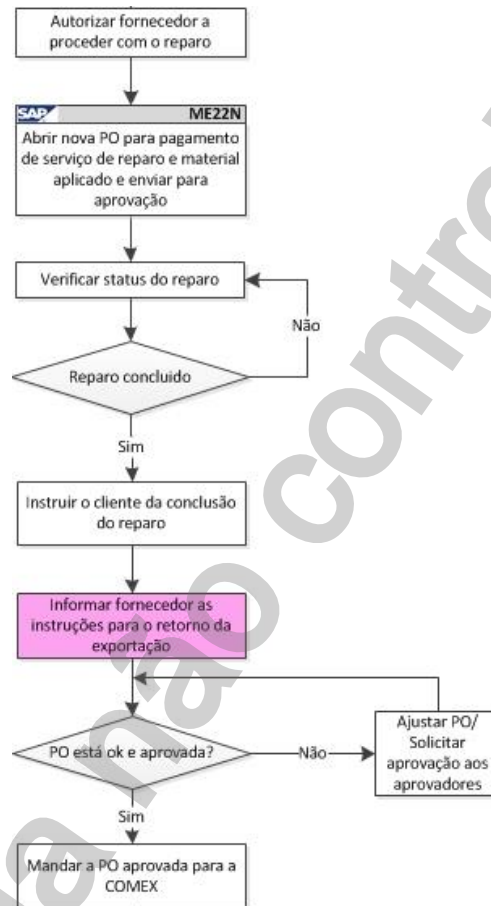 Autorizar fornecedor a
proceder com o reparo
SAP ME22N
Abrir nova PO para pagamento
de serviço de reparo e material
aplicado e enviar para
aprovação
Verificar status do reparo
Não
Reparo concluido
Sim
Instruir o cliente da conclusão
do reparo
Informar fornecedor as
instruções para o retorno da
exportação
PO está ok e aprovada?
Não
Ajustar PO/
Solicitar
aprovação aos
aprovadores
Sim
Mandar a PO aprovada para a
COMEX
não contro